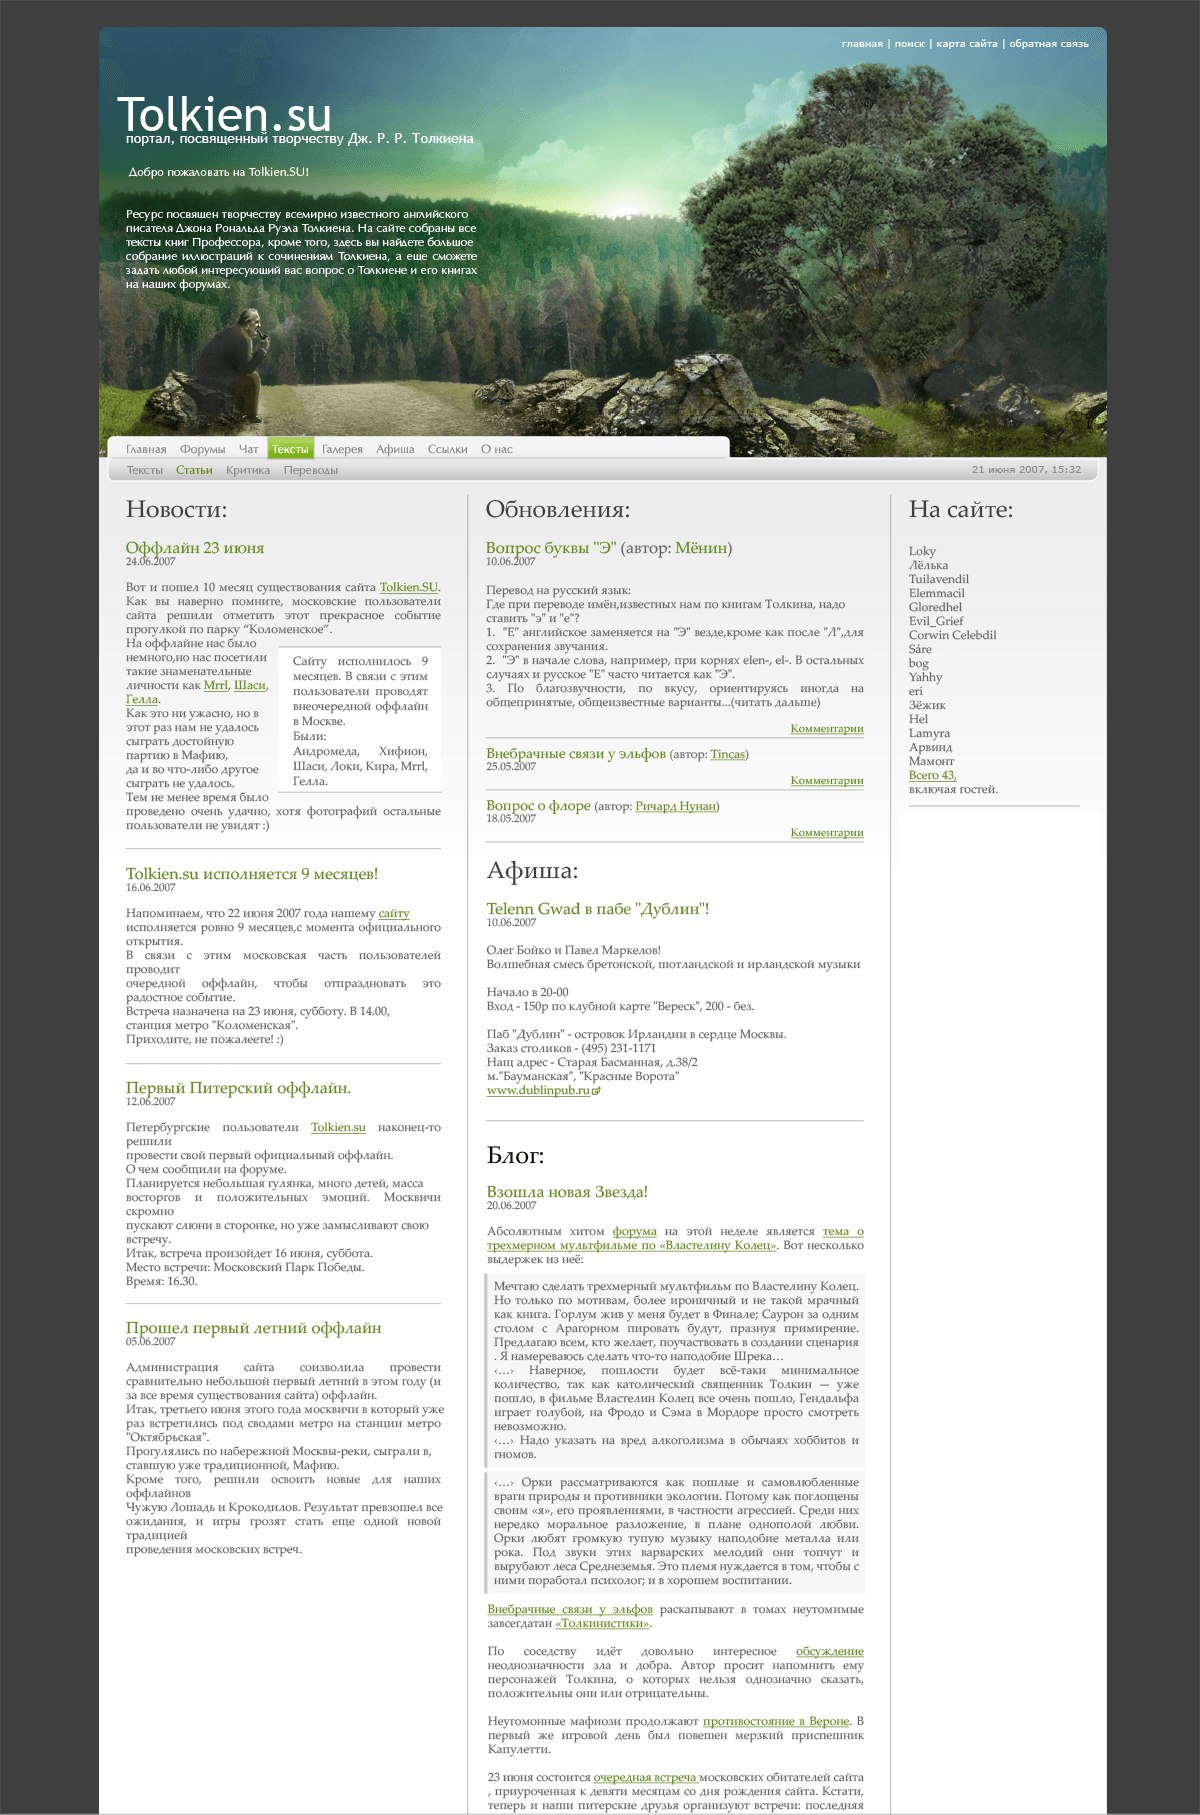 главная | поиск | карта сайта | обратная связь
Tolkien.su
портал, посвященный творчеству Дж. Р. Р. Толкиена
Добро пожаловать на Tolkien.SU!
Ресурс посвящен творчеству всемирно известного английского
писателя Джона Рональда Руэла Толкиена. На сайте собраны все
тексты книг Профессора, кроме того, здесь вы найдете большое
собрание иллюстраций к сочинениям Толкиена, а еше сможете
задать любой интересуюший вас вопрос о Толкиене и его книгах
на наших форумах.
Главная Форумы Чат Тексты Галерея Афиша Ссылки О нас
Тексты Статьи Критика Переводы
21 июня 2007, 15:32
Новости:
Оффлайн 23 июня
24.06.2007
Вот и пошел 10 месяц существования сайта Tolkien.SU.
Как вы наверно помните, московские пользователи
сайта решили отметить этот прекрасное событие
прогулкой по парку “Коломенское”.
На оффлайне нас было
немного,но нас посетили
такие знаменательные
личности как Mrrl, Шаси,
Гелла.
Как это ни ужасно, но в
этот раз нам не удалось
сыграть достойную
партию в Мафию,
да и во что-либо другое
сыграть не удалось.
Тем не менее время было
проведено очень удачно, хотя фотографий остальные
пользователи не увидят :)
Сайту исполнилось 9
месяцев. В связи с этим
пользователи проводят
внеочередной оффлайн
в Москве.
Были:
Андромеда, Хифион,
Шаси, Локи, Кира, Mrrl,
Гелла.
Tolkien.su исполняется 9 месяцев!
16.06.2007
Напоминаем, что 22 июня 2007 года нашему сайту
исполняется ровно 9 месяцев,с момента официального
открытия.
В связи с этим московская часть пользователей
проводит
очередной оффлайн, чтобы отпраздновать это
радостное событие.
Встреча назначена на 23 июня, субботу. В 14.00,
станция метро "Коломенская".
Приходите, не пожалеете! :)
Первый Питерский оффлайн.
12.06.2007
Петербургские пользователи Tolkien.su наконец-то
решили
провести свой первый официальный оффлайн.
О чем сообщили на форуме.
Планируется небольшая гулянка, много детей, масса
восторгов и положительных эмоций. Москвичи
скромно
пускают слюни в сторонке, но уже замысливают свою
встречу.
Итак, встреча произойдет 16 июня, суббота.
Место встречи: Московский Парк Победы.
Время: 16.30.
Прошел первый летний оффлайн
05.06.2007
Администрация сайта соизволила провести
сравнительно небольшой первый летний в этом году (и
за все время существования сайта) оффлайн.
Итак, третьего июня этого года москвичи в который уже
раз встретились под сводами метро на станции метро
"Октябрьская".
Прогулялись по набережной Москвы-реки, сыграли в,
ставшую уже традиционной, Мафию.
Кроме того, решили освоить новые для наших
оффлайнов
Чужую Лошадь и Крокодилов. Результат превзошел все
ожидания, и игры грозят стать еще одной новой
традицией
проведения московских встреч.
Обновления:
Вопрос буквы "Э" (автор: Мёнин)
10.06.2007
Перевод на русский язык:
Где при переводе имён,известных нам по книгам Толкина, надо
ставить "э" и "е"?
1. "Е" английское заменяется на "Э" везде,кроме как после "Л",для
сохранения звучания.
2. "Э" в начале слова, например, при корнях elen-, el-. В остальных
случаях и русское "Е" часто читается как "Э".
3. По благозвучности, по вкусу, ориентируясь иногда на
общепринятые, общеизвестные варианты...(читать дальше)
Комментарии
Внебрачные связи у эльфов (автор: Tincas)
25.05.2007
Комментарии
Вопрос о флоре (автор: Ричард Нунан)
18.05.2007
Комментарии
Афиша:
Telenn Gwad в пабе "Дублин"!
10.06.2007
Олег Бойко и Павел Маркелов!
Волшебная смесь бретонской, шотландской и ирландской музыки
Начало в 20-00
Вход - 150р по клубной карте "Вереск", 200 - без.
Паб "Дублин" - островок Ирландии в сердце Москвы.
Заказ столиков - (495) 231-1171
Нащ адрес - Старая Басманная, д.38/2
м."Бауманская", "Красные Ворота"
www.dublinpub.ru
Блог:
Взошла новая Звезда!
20.06.2007
Абсолютным хитом форума на этой неделе является тема о
трехмерном мультфильме по «Властелину Колец». Вот несколько
выдержек из неё:
Мечтаю сделать трехмерный мультфильм по Властелину Колец.
Но только по мотивам, более ироничный и не такой мрачный
как книга. Горлум жив у меня будет в Финале; Саурон за одним
столом с Арагорном пировать будут, празнуя примирение.
Предлагаю всем, кто желает, поучаствовать в создании сценария
. Я намереваюсь сделать что-то наподобие Шрека…
‹…› Наверное, пошлости будет всё-таки минимальное
количество, так как католический священник Толкин — уже
пошло, в фильме Властелин Колец все очень пошло, Гендальфа
играет голубой, на Фродо и Сэма в Мордоре просто смотреть
невозможно.
‹…› Надо указать на вред алкоголизма в обычаях хоббитов и
гномов.
‹…› Орки рассматриваются как пошлые и самовлюбленные
враги природы и противники экологии. Потому как поглощены
своим «я», его проявлениями, в частности агрессией. Среди них
нередко моральное разложение, в плане однополой любви.
Орки любят громкую тупую музыку наподобие металла или
рока. Под звуки этих варварских мелодий они топчут и
вырубают леса Среднеземья. Это племя нуждается в том, чтобы с
ними поработал психолог; и в хорошем воспитании.
Внебрачные связи у эльфов раскапывают в томах неутомимые
завсегдатаи «Толкинистики».
По соседству идёт довольно интересное обсуждение
неоднозначности зла и добра. Автор просит напомнить ему
персонажей Толкина, о которых нельзя однозначно сказать,
положительны они или отрицательны.
Неугомонные мафиози продолжают противостояние в Вероне. В
первый же игровой день был повешен мерзкий приспешник
Капулетти.
23 июня состоится очередная встреча московских обитателей сайта
, приуроченная к девяти месяцам со дня рождения сайта. Кстати,
теперь и наши питерские друзья организуют встречи: последняя
На сайте:
Loky
Лёлька
Tuilavendil
Elemmacil
Gloredhel
Evil_Grief
Corwin Celebdil
Sáre
bog
Yahhy
eri
Зёжик
Hel
Lamyra
Арвинд
Мамонт
Всего 43,
включая гостей.